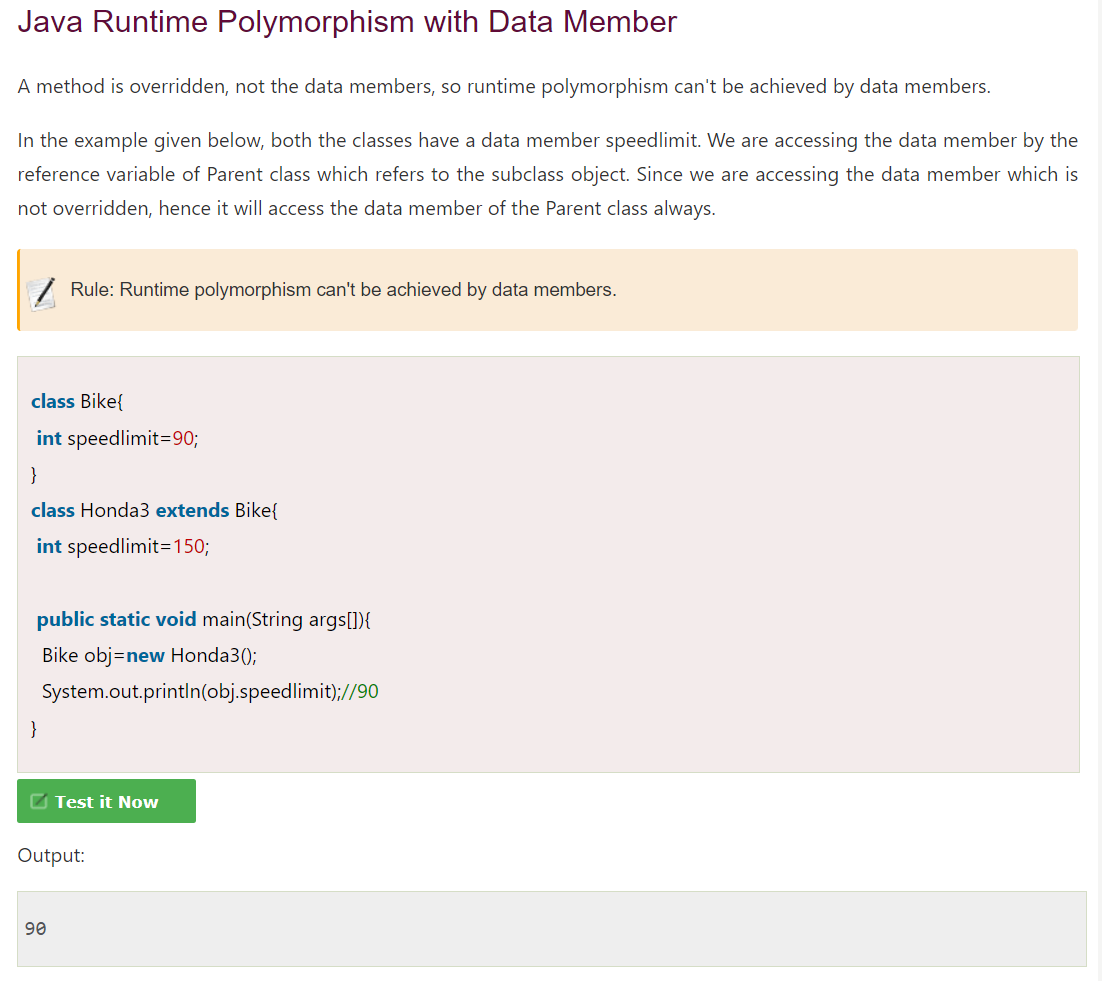 Java Runtime Polymorphism with Data Member
A method is overridden, not the data members, so runtime polymorphism can't be achieved by data members.
In the example given below, both the classes have a data member speedlimit. We are accessing the data member by the
reference variable of Parent class which refers to the subclass object. Since we are accessing the data member which is
not overridden, hence it will access the data member of the Parent class always.
Rule: Runtime polymorphism can't be achieved by data members.
class Bike{
int speedlimit=90;
}
class Honda3 extends Bike{
int speedlimit=150;
public static void main(String args[]){
Bike obj=new Honda3();
System.out.println(obj.speedlimit);//90
}
Test it Now
Output:
90